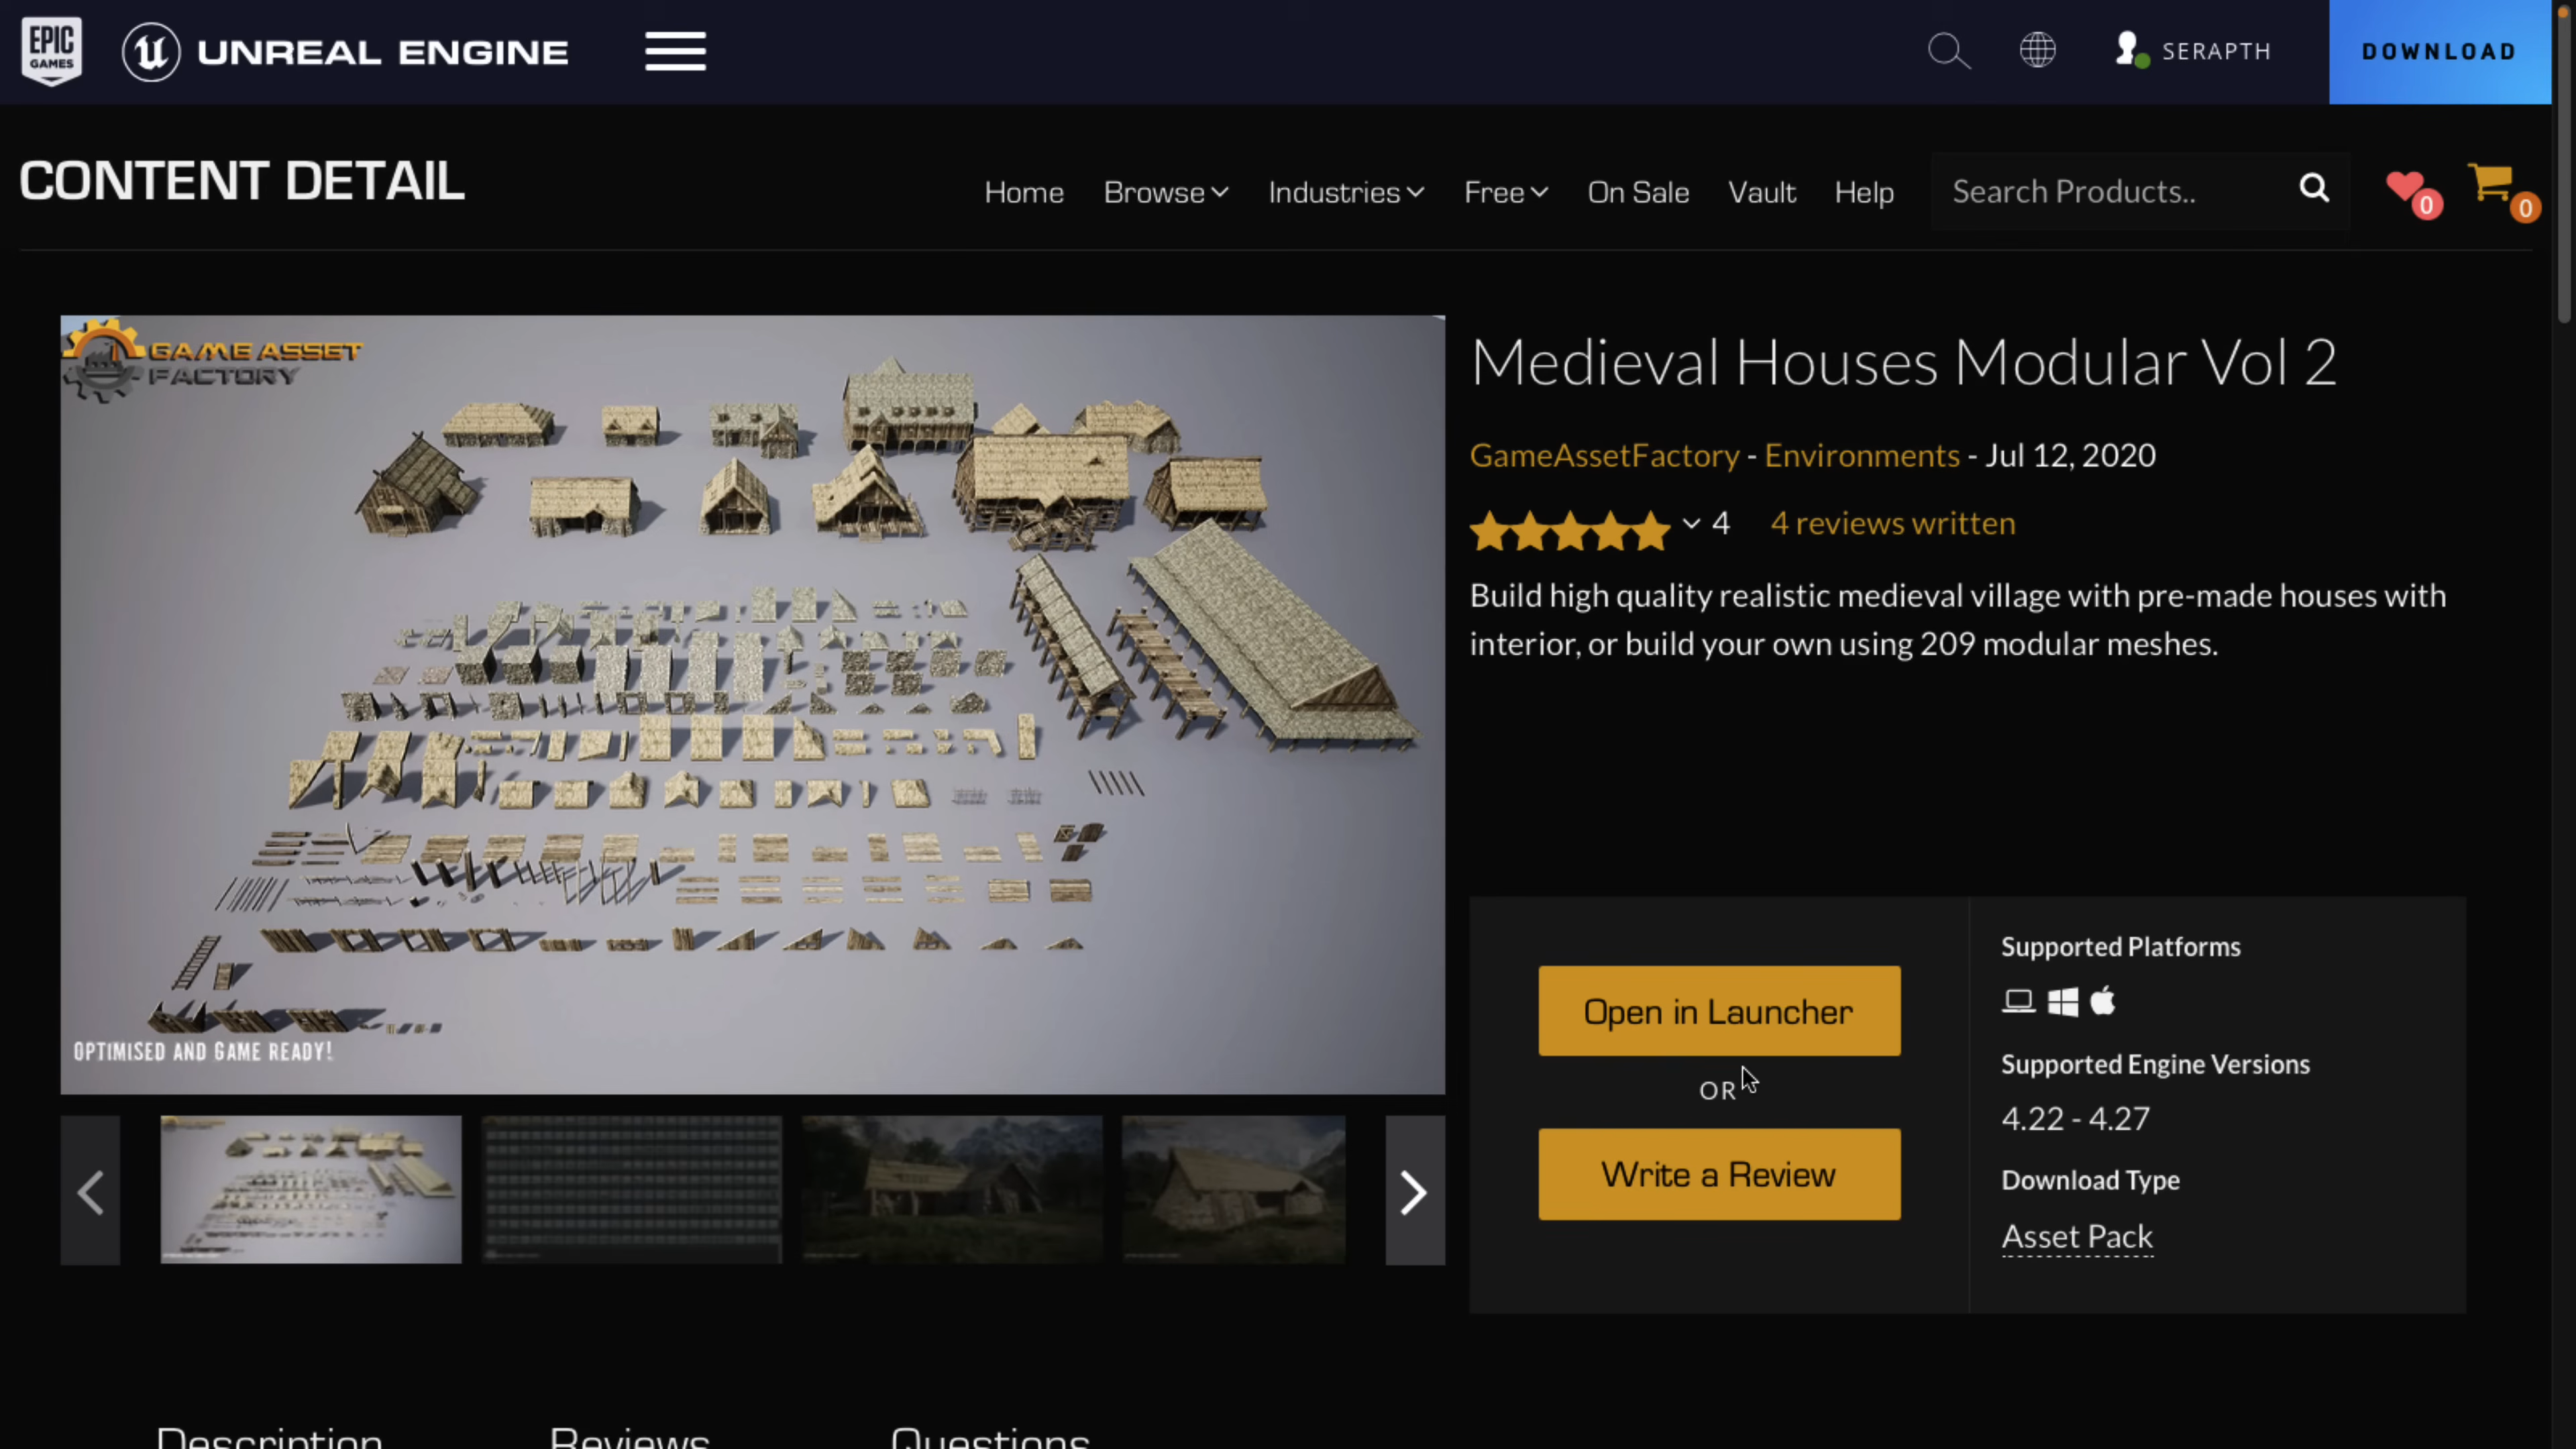 EPIC GAMES
UNREAL ENGINE
SERAPTH
DOWNLOAD
CONTENT DETAIL
Home
Browse
Industries
Free
On Sale
Vault
Help
Search Products..
0
0
GAME ASSET
FACTORY
OPTIMISED AND GAME READY!
Medieval Houses Modular Vol 2
GameAssetFactory - Environments - Jul 12, 2020
4
4 reviews written
Build high quality realistic medieval village with pre-made houses with
interior, or build your own using 209 modular meshes.
Open in Launcher
OR
Write a Review
Supported Platforms
Supported Engine Versions
4.22 - 4.27
Download Type
Asset Pack
Description
Reviews
Questions